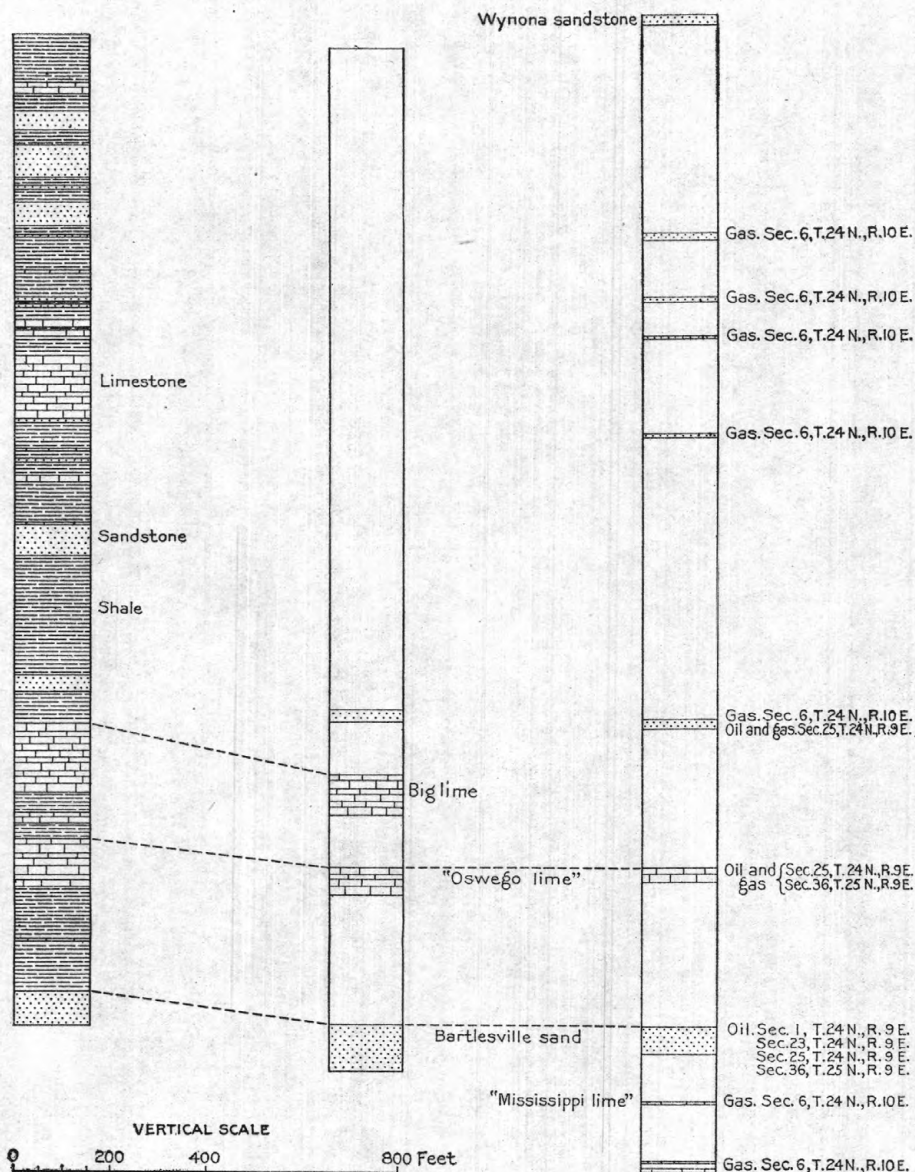 Wynona sandstone
Gas. Sec. 6, T. 24 N., R. 10 E.
Gas. Sec. 6, T. 24 N., R. 10 E.
Gas. Sec. 6, T. 24 N., R. 10 E.
Limestone
Gas. Sec. 6, T. 24 N., R. 10 E.
Sandstone
Shale
Gas. Sec. 6, T. 24 N., R. 10 E.
Oil and gas. Sec. 25, T. 24 N., R. 9 E.
Big lime
"Oswego lime"
Oil and { Sec. 25, T. 24 N., R. 9 E.
gas { Sec. 36, T. 25 N., R. 9 E.
Bartlesville sand
Oil. Sec. 1, T. 24 N., R. 9 E.
Sec. 23, T. 24 N., R. 9 E.
Sec. 25, T. 24 N., R. 9 E.
Sec. 36, T. 25 N., R. 9 E.
"Mississippi lime"
Gas. Sec. 6, T. 24 N., R. 10 E.
VERTICAL SCALE
0 200 400 800 Feet
Gas. Sec. 6, T. 24 N., R. 10 E.